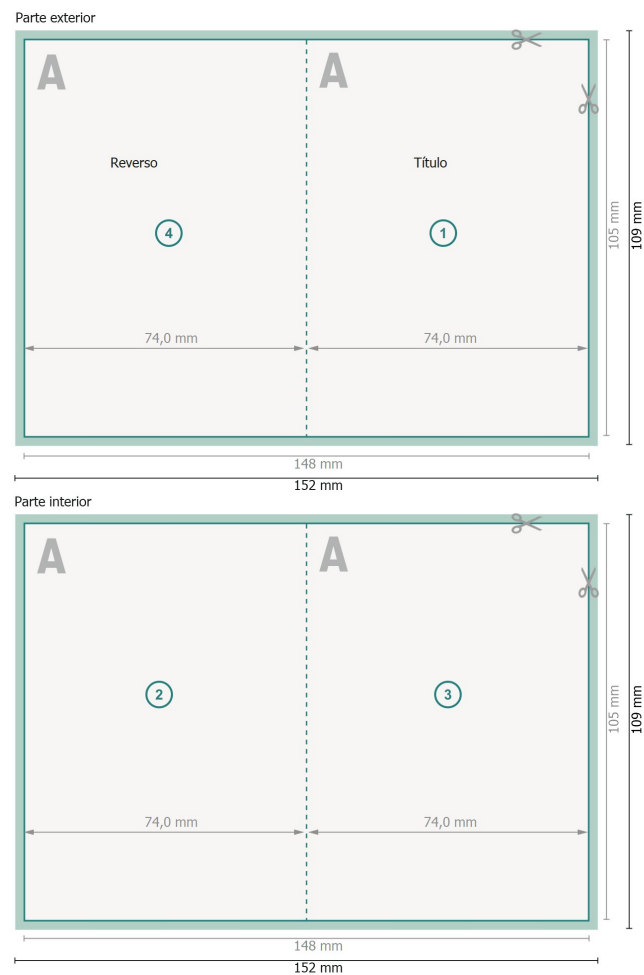 Parte exterior
A
A
Reverso
Título
4
1
74,0 mm
74,0 mm
105 mm
109 mm
148 mm
152 mm
Parte interior
A
A
2
3
74,0 mm
74,0 mm
105 mm
109 mm
148 mm
152 mm